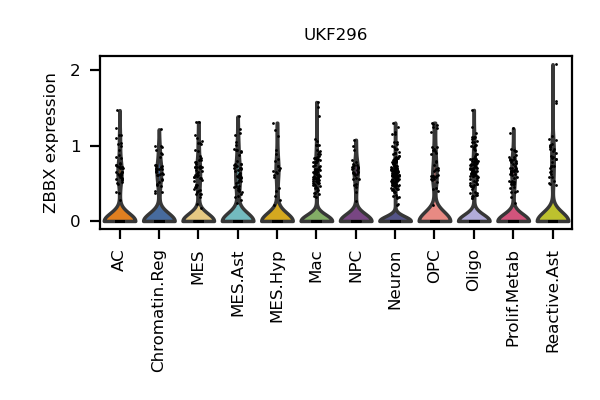 UKF296
ZBBX expression
2
1
0
AC
Chromatin.Reg
MES
MES.Ast
MES.Hyp
Mac
NPC
Neuron
OPC
Oligo
Prolif.Metab
Reactive.Ast